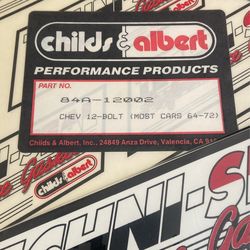 childs & albert
PERFORMANCE PRODUCTS
PART NO.
84A-12002
CHEV 12-BOLT (MOST CARS 64-72)
Childs & Albert, Inc., 24849 Anza Drive, Valencia, CA 91
childs & albert